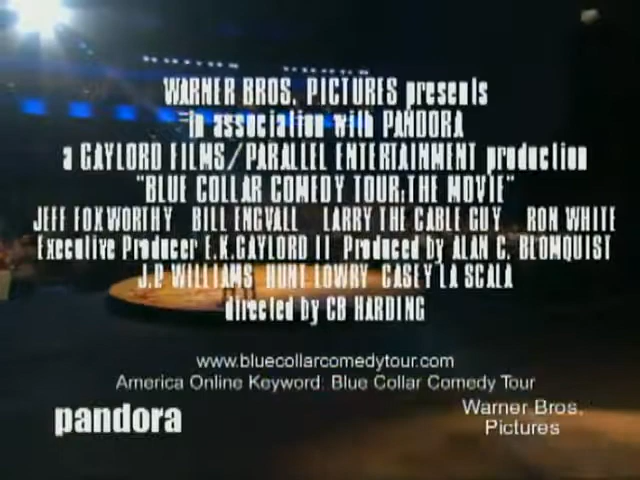 WARNER BROS. PICTURES presents
in association with PANDORA
a GAYLORD FILMS/PARALLEL ENTERTAINMENT production
"BLUE COLLAR COMEDY TOUR:THE MOVIE"
JEFF FOXWORTHY BILL ENGVALL LARRY THE CABLE GUY RON WHITE
Executive Producer E.K.GAYLORD II Produced by ALAN C. BLOMQUIST
J.P. WILLIAMS HUNT LOWRY CASEY LA SCALA
directed by CB HARDING
www.bluecollarcomedytour.com
America Online Keyword: Blue Collar Comedy Tour
pandora
Warner Bros.
Pictures